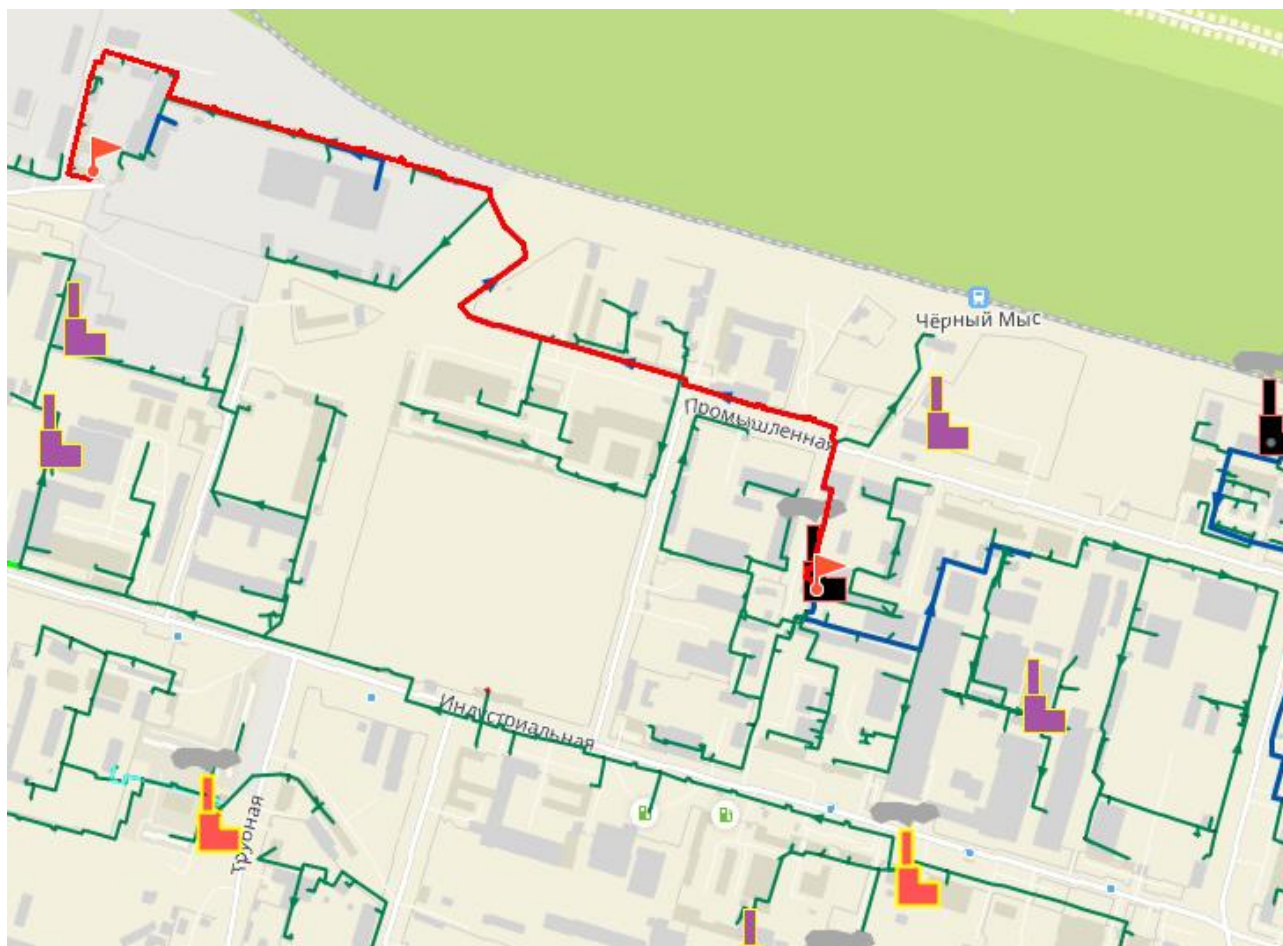 Чёрный Мыс
Промышленная
Индустриальная
Трубная